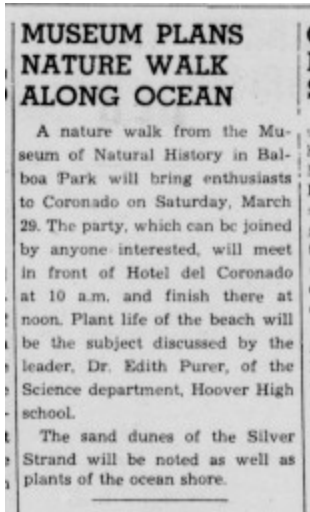 MUSEUM PLANS
NATURE WALK
ALONG OCEAN
A nature walk from the Mu-
seum of Natural History in Bal-
boa Park will bring enthusiasts
to Coronado on Saturday, March
29. The party, which can be joined
by anyone interested, will meet
in front of Hotel del Coronado
at 10 a.m. and finish there at
noon. Plant life of the beach will
be the subject discussed by the
leader, Dr. Edith Purer, of the
Science department, Hoover High
school.
The sand dunes of the Silver
Strand will be noted as well as
plants of the ocean shore.